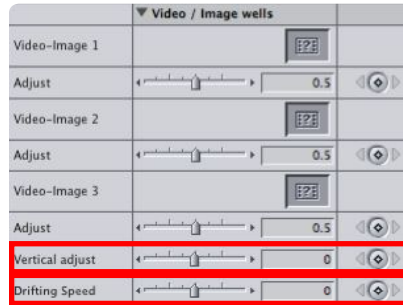 ▼ Video / Image wells
Video-Image 1
[?]
Adjust 0.5
Video-Image 2
[?]
Adjust 0.5
Video-Image 3
[?]
Adjust 0.5
Vertical adjust 0
Drifting Speed 0